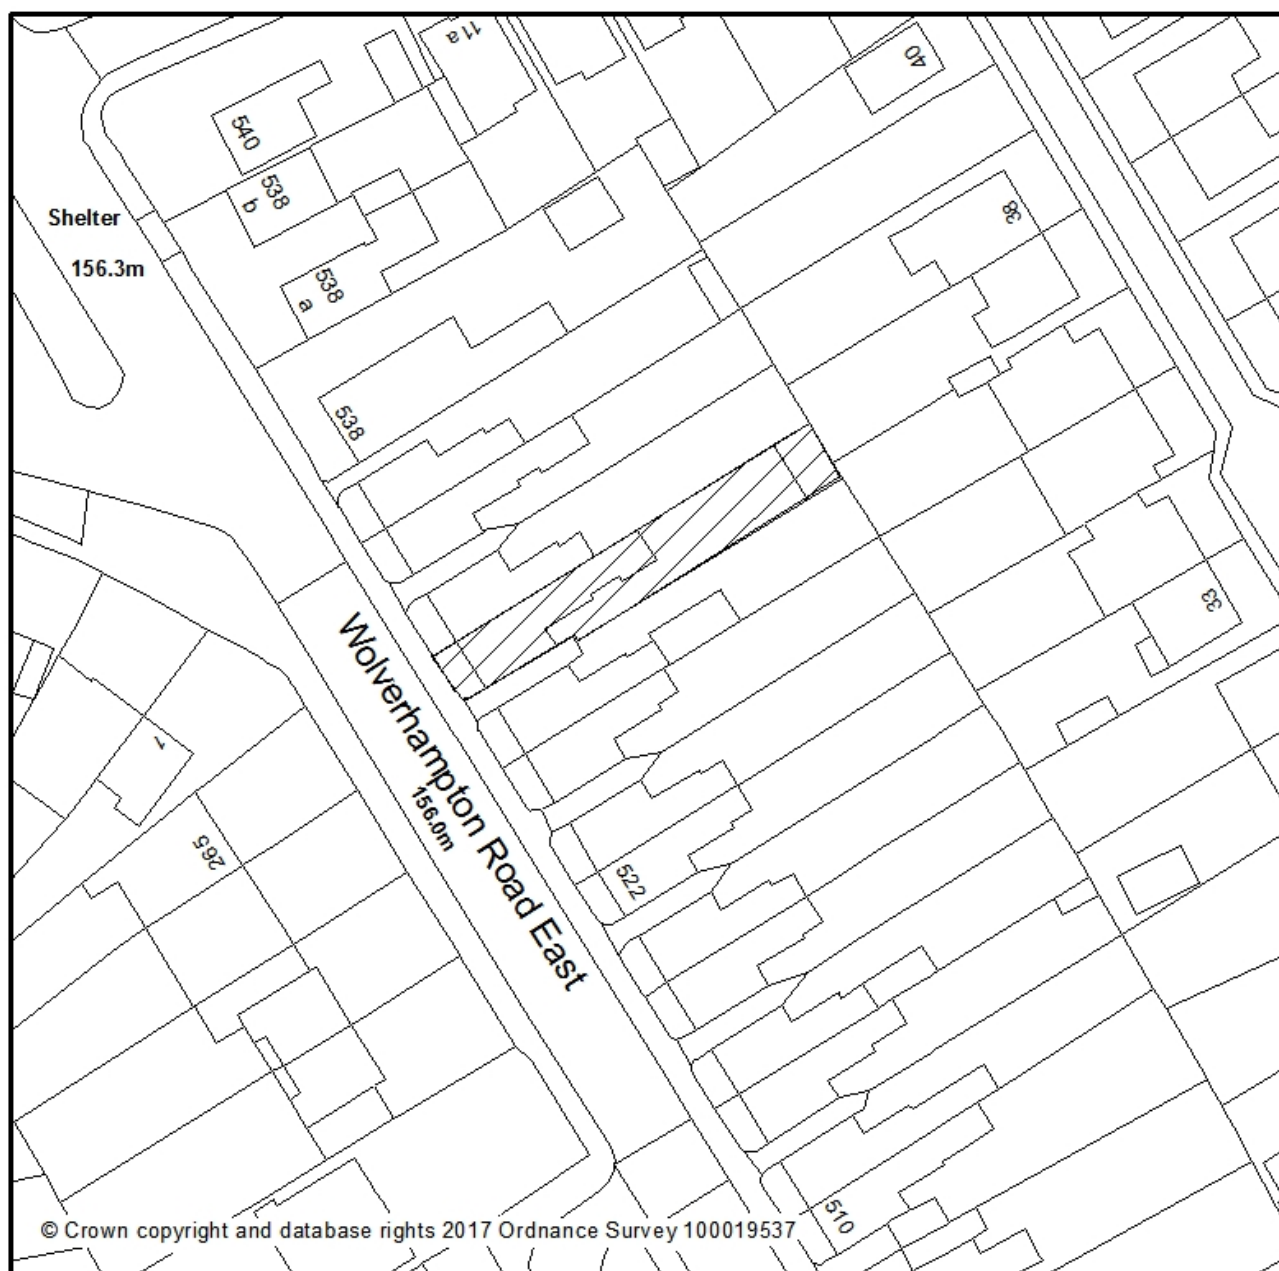 11a
40
540
538
b
Shelter
156.3m
38
538
a
538
33
Wolverhampton Road East
156.0m
1
265
522
510
© Crown copyright and database rights 2017 Ordnance Survey 100019537